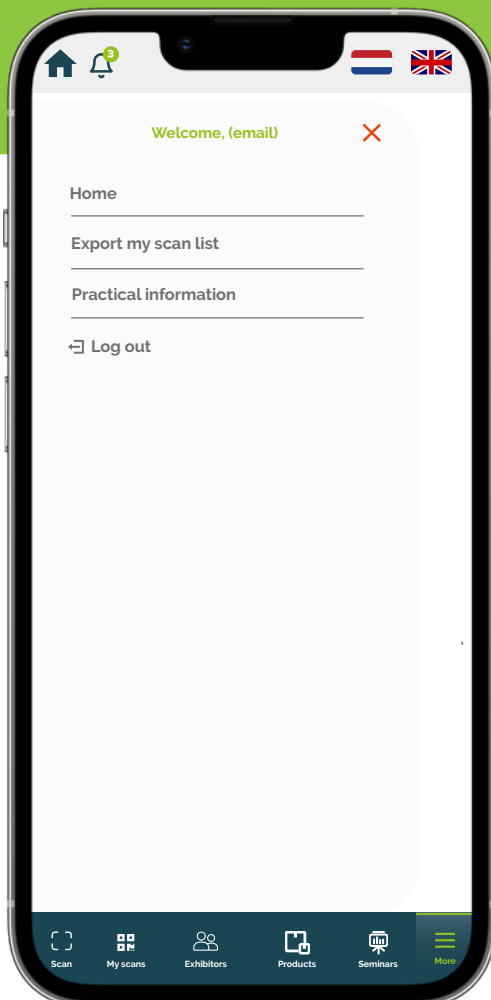 3
Welcome, (email)
Home
Export my scan list
Practical information
Log out
Scan
My scans
Exhibitors
Products
Seminars
More